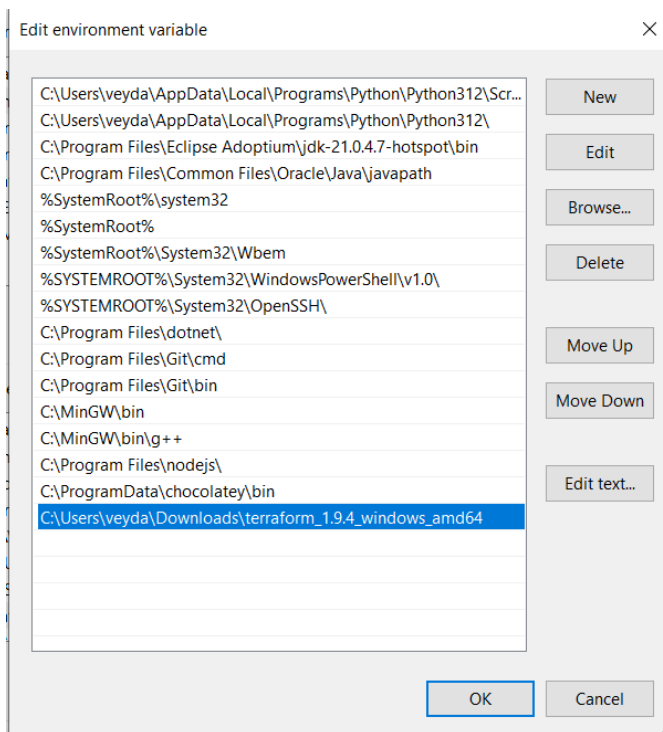 Edit environment variable
C:\Users\veyda\AppData\Local\Programs\Python\Python312\Scr...
C:\Users\veyda\AppData\Local\Programs\Python\Python312\
C:\Program Files\Eclipse Adoptium\jdk-21.0.4.7-hotspot\bin
C:\Program Files\Common Files\Oracle\Java\javapath
%SystemRoot%\system32
%SystemRoot%
%SystemRoot%\System32\Wbem
%SYSTEMROOT%\System32\WindowsPowerShell\v1.0\
%SYSTEMROOT%\System32\OpenSSH\
C:\Program Files\dotnet\
C:\Program Files\Git\cmd
C:\Program Files\Git\bin
C:\MinGW\bin
C:\MinGW\bin\g++
C:\Program Files\nodejs\
C:\ProgramData\chocolatey\bin
C:\Users\veyda\Downloads\terraform_1.9.4_windows_amd64
New
Edit
Browse...
Delete
Move Up
Move Down
Edit text...
OK
Cancel